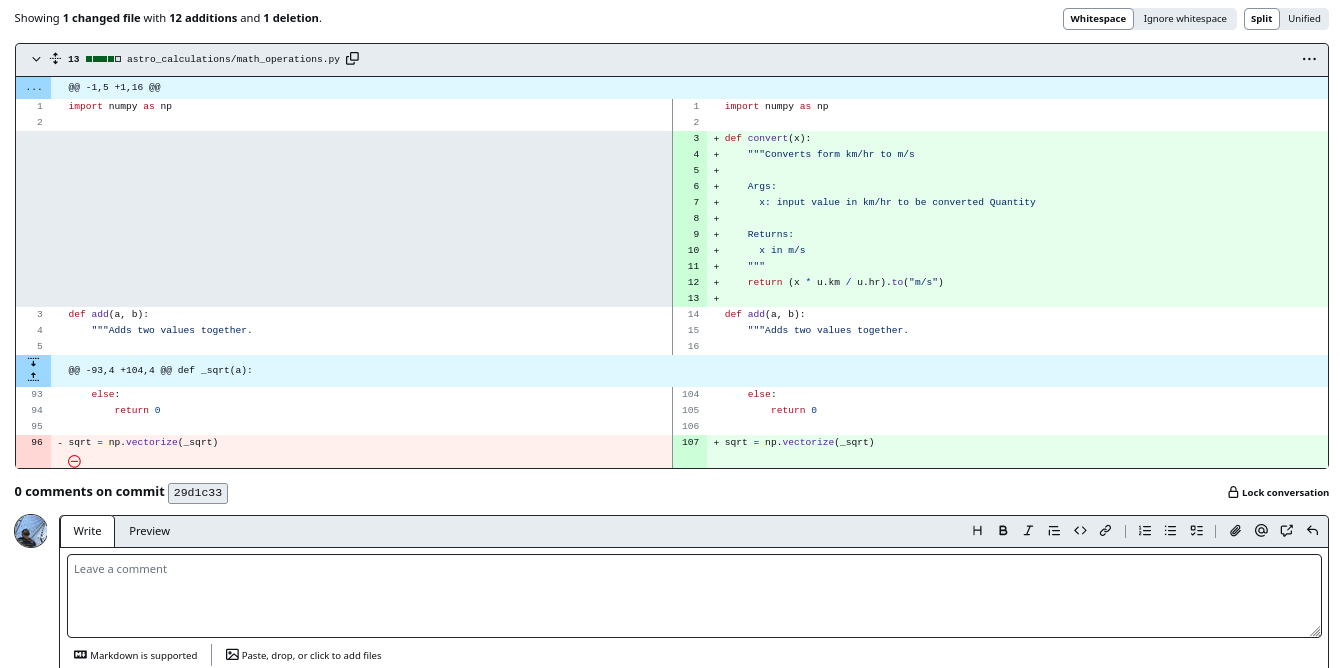 Showing 1 changed file with 12 additions and 1 deletion.
Whitespace Ignore whitespace Split Unified
13 astro_calculations/math_operations.py
... @@ -1,5 +1,16 @@
1 import numpy as np 1 import numpy as np
2 2
3 + def convert(x):
4 + """Converts form km/hr to m/s
5 +
6 + Args:
7 + x: input value in km/hr to be converted Quantity
8 +
9 + Returns:
10 + x in m/s
11 + """
12 + return (x * u.km / u.hr).to("m/s")
13 +
3 def add(a, b): 14 def add(a, b):
4 """Adds two values together. 15 """Adds two values together.
5 16
@@ -93,4 +104,4 @@ def _sqrt(a):
93 else: 104 else:
94 return 0 105 return 0
95 106
96 - sqrt = np.vectorize(_sqrt) 107 + sqrt = np.vectorize(_sqrt)
0 comments on commit 29d1c33 Lock conversation
Write Preview
Leave a comment
Markdown is supported Paste, drop, or click to add files